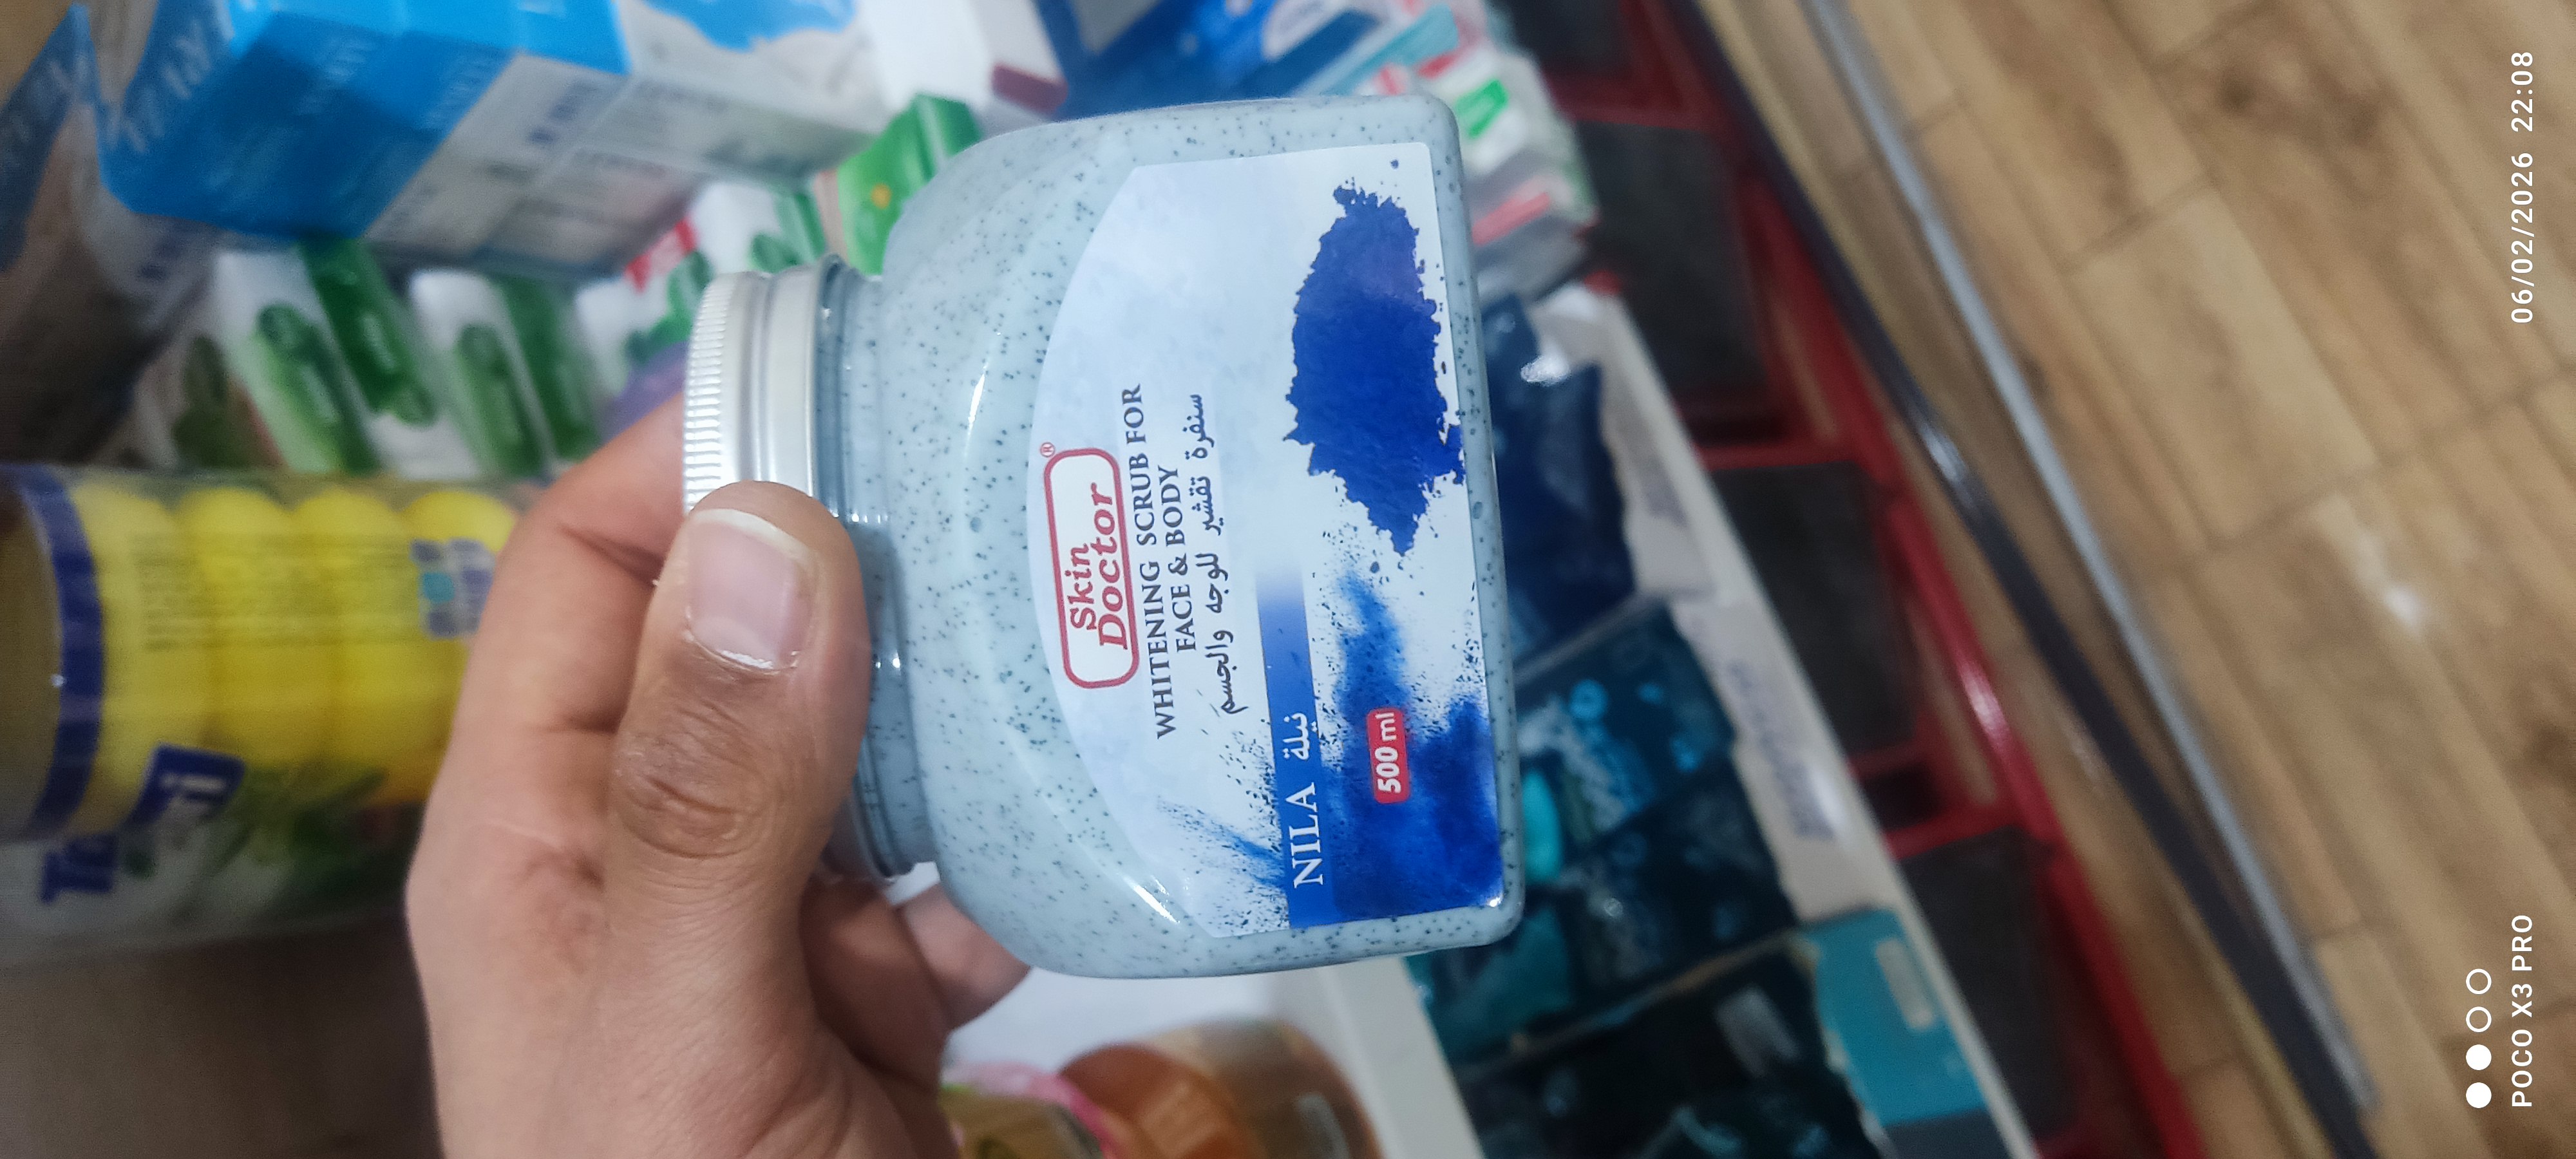 Skin
Doctor®
WHITENING SCRUB FOR
FACE & BODY
سنفرة تقشير للوجه والجسم
NILA نيلة
500 ml
POCO X3 PRO
06/02/2026 22:08